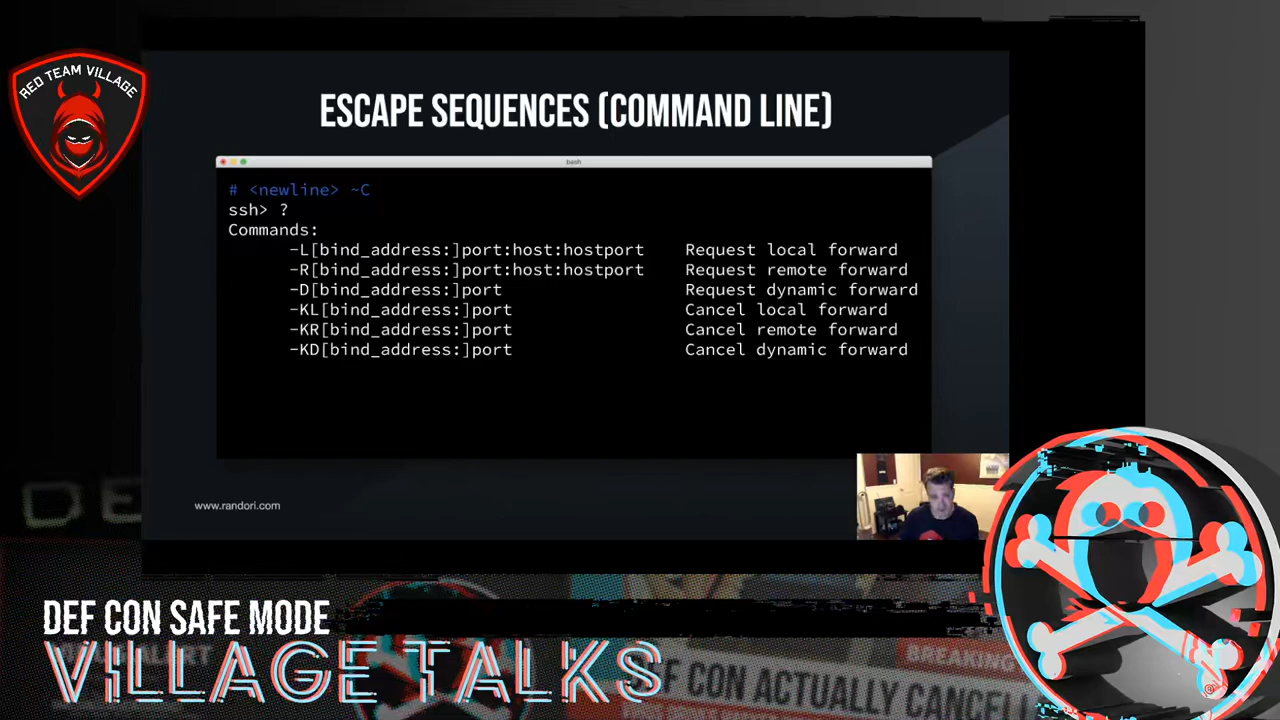 RED TEAM VILLAGE
ESCAPE SEQUENCES (COMMAND LINE)
bash
# <newline> ~C
ssh> ?
Commands:
-L[bind_address:]port:host:hostport Request local forward
-R[bind_address:]port:host:hostport Request remote forward
-D[bind_address:]port Request dynamic forward
-KL[bind_address:]port Cancel local forward
-KR[bind_address:]port Cancel remote forward
-KD[bind_address:]port Cancel dynamic forward
www.randori.com
DE
DEF CON SAFE MODE
VILLAGE TALKS
BREAKING
DEF CON ACTUALLY CANCELL